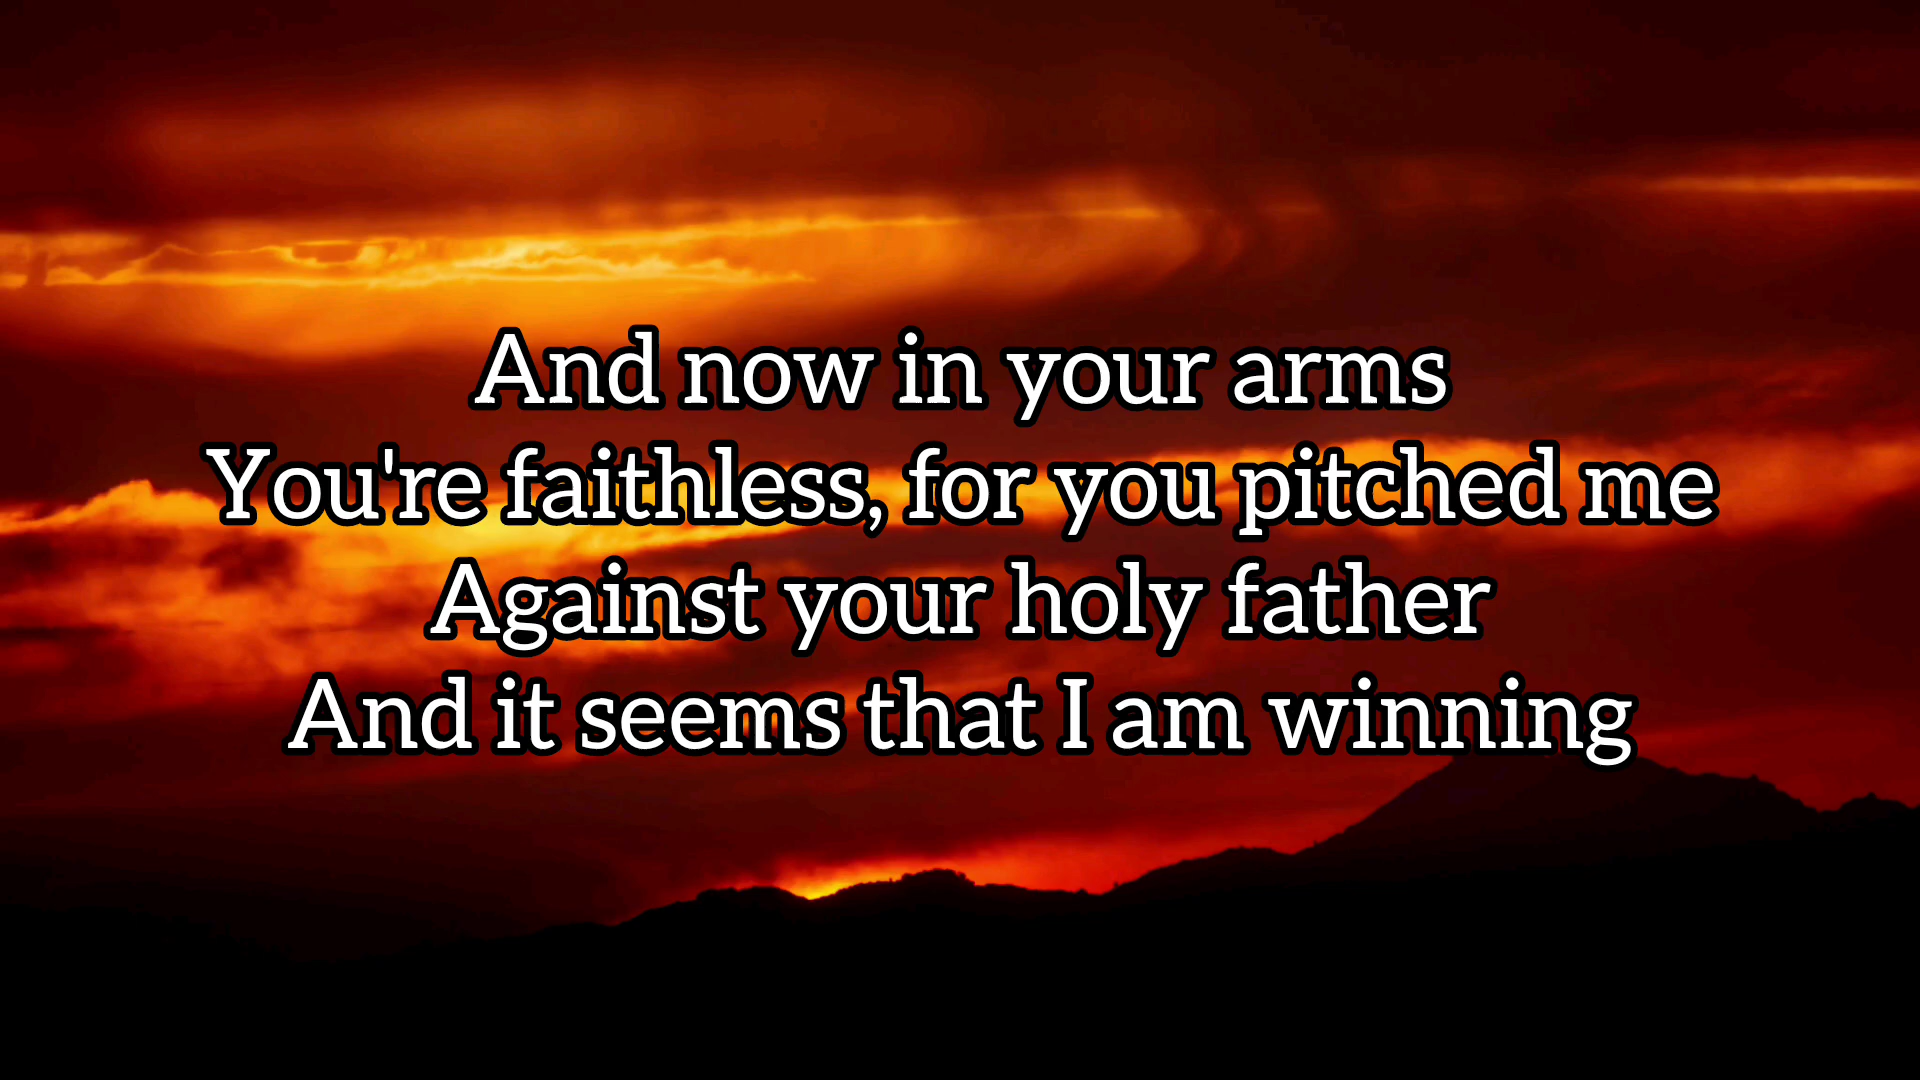 And now in your arms
You're faithless, for you pitched me
Against your holy father
And it seems that I am winning